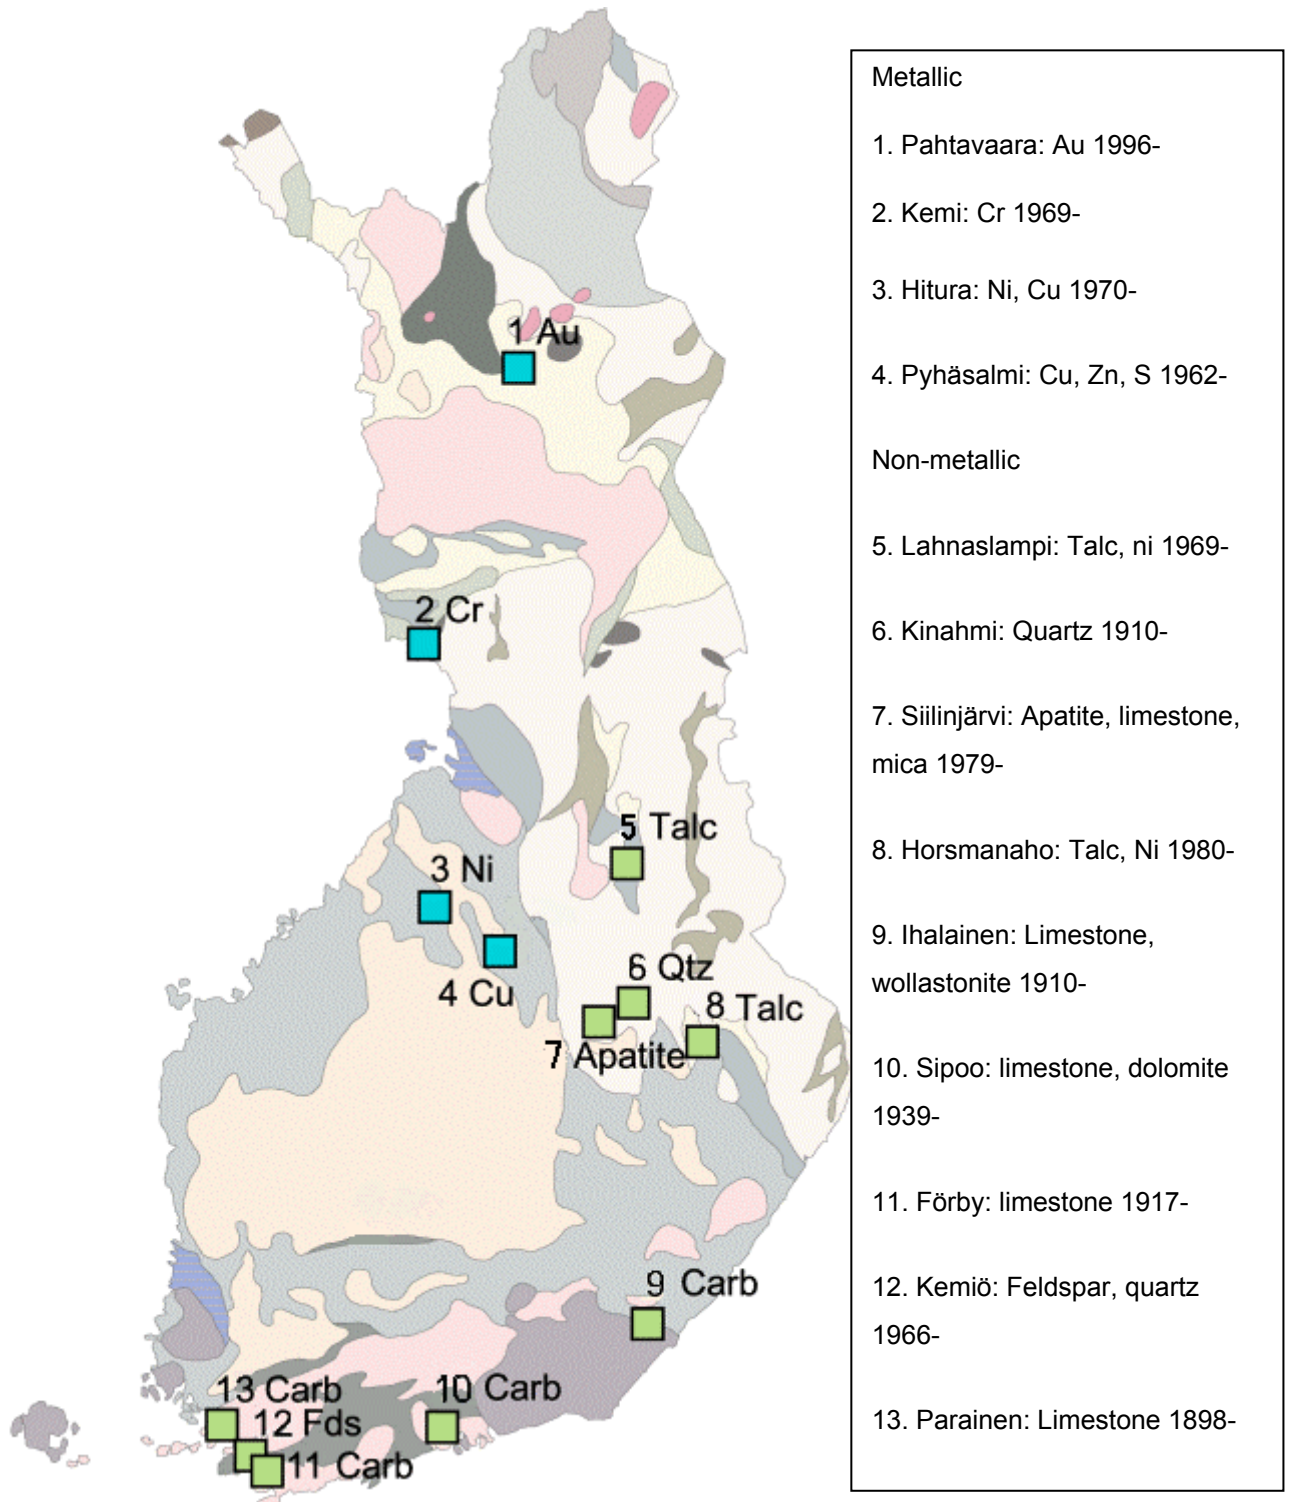 1 Au
2 Cr
3 Ni
4 Cu
5 Talc
6 Qtz
7 Apatite
8 Talc
9 Carb
10 Carb
13 Carb
12 Fds
11 Carb
Metallic
1. Pahtavaara: Au 1996-
2. Kemi: Cr 1969-
3. Hitura: Ni, Cu 1970-
4. Pyhäsalmi: Cu, Zn, S 1962-
Non-metallic
5. Lahnaslampi: Talc, ni 1969-
6. Kinahmi: Quartz 1910-
7. Siilinjärvi: Apatite, limestone,
mica 1979-
8. Horsmanaho: Talc, Ni 1980-
9. Ihalainen: Limestone,
wollastonite 1910-
10. Sipoo: limestone, dolomite
1939-
11. Förby: limestone 1917-
12. Kemiö: Feldspar, quartz
1966-
13. Parainen: Limestone 1898-